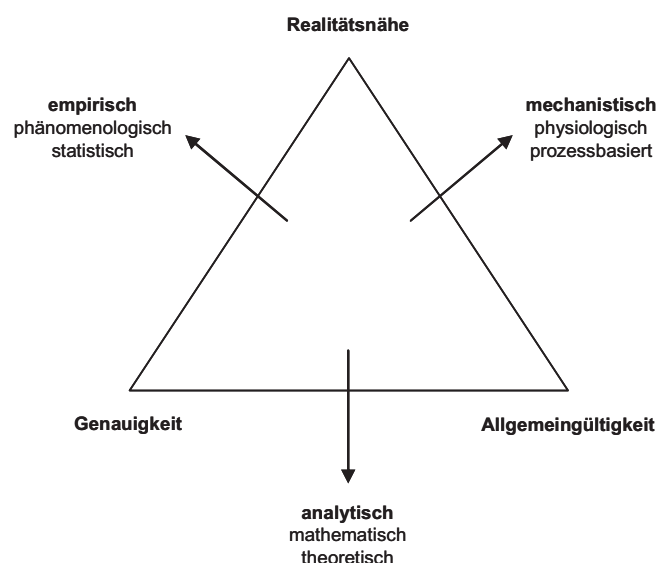 Realitätsnähe
empirisch
phänomenologisch
statistisch
mechanistisch
physiologisch
prozessbasiert
Genauigkeit
Allgemeingültigkeit
analytisch
mathematisch
theoretisch